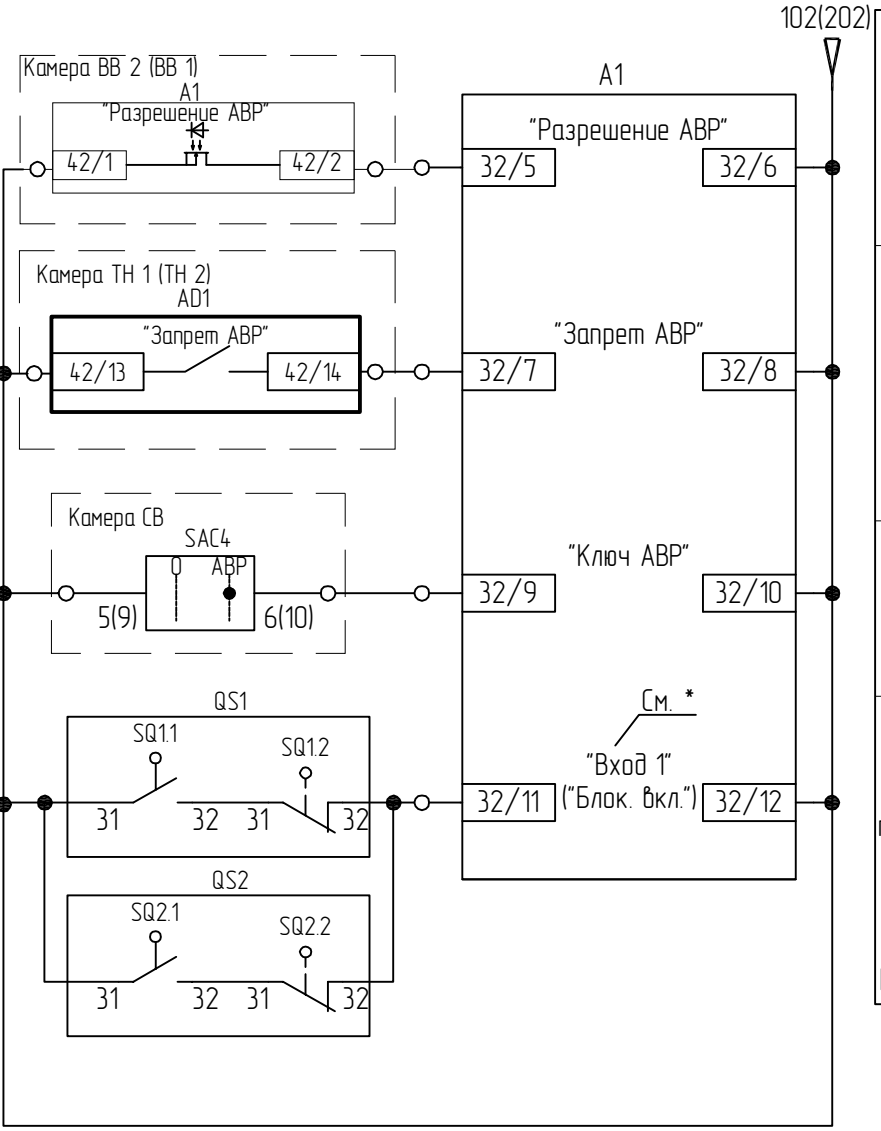 102(202)
Камера ВВ 2 (ВВ 1)
A1
"Разрешение АВР"
42/1
42/2
A1
"Разрешение АВР"
32/5
32/6
Камера ТН 1 (ТН 2)
AD1
"Запрет АВР"
42/13
42/14
"Запрет АВР"
32/7
32/8
Камера СВ
SAC4
0 АВР
5(9)
6(10)
"Ключ АВР"
32/9
32/10
QS1
SQ1.1
SQ1.2
31 32 31 32
См. *
"Вход 1"
("Блок. вкл.")
32/11
32/12
QS2
SQ2.1
SQ2.2
31 32 31 32